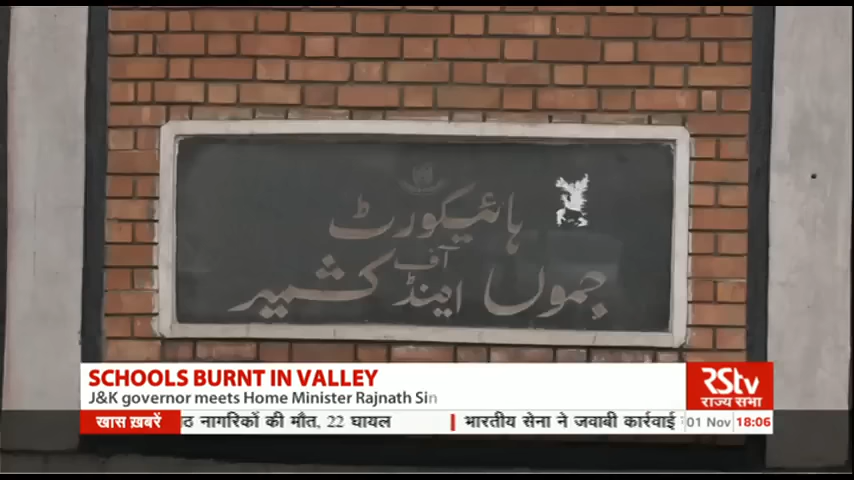 ہائیکورٹ
آف
جموں اینڈ کشمیر
SCHOOLS BURNT IN VALLEY
J&K governor meets Home Minister Rajnath Sin
RSTV
राज्य सभा
ख़ास ख़बरें ठ नागरिकों की मौत, 22 घायल | भारतीय सेना ने जवाबी कार्रवाई 01 Nov 18:06